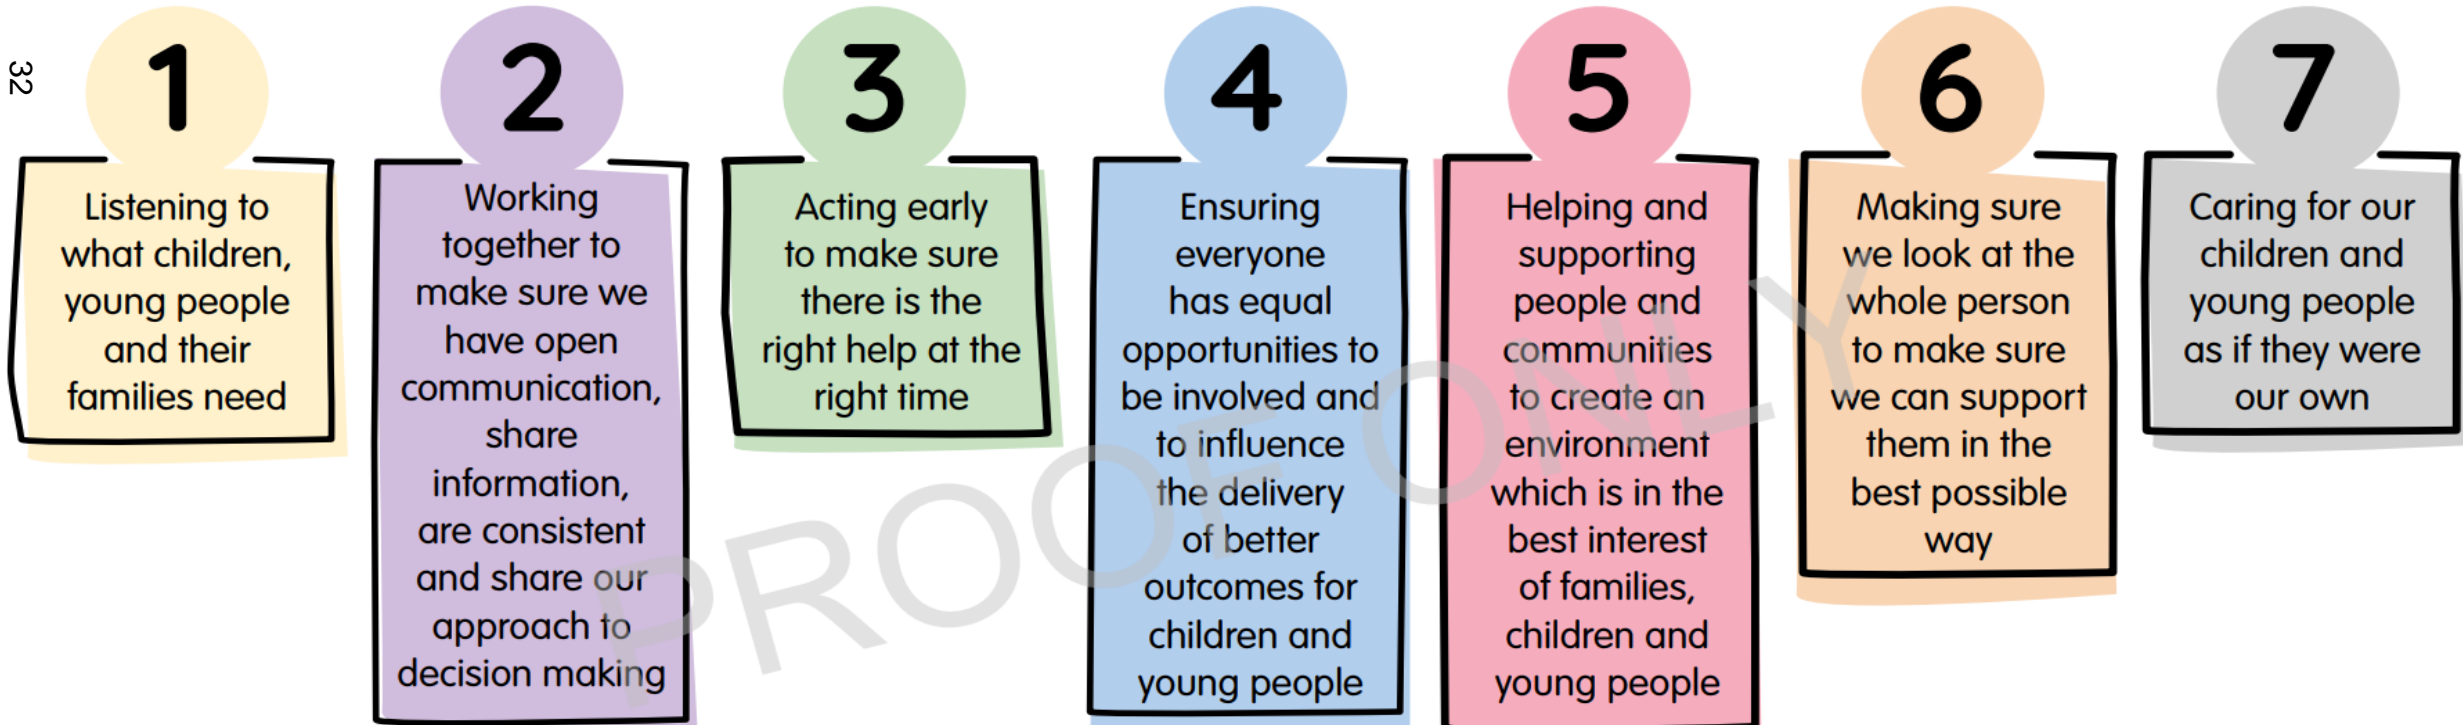 32
1
Listening to
what children,
young people
and their
families need
2
Working
together to
make sure we
have open
communication,
share
information,
are consistent
and share our
approach to
decision making
3
Acting early
to make sure
there is the
right help at the
right time
4
Ensuring
everyone
has equal
opportunities to
be involved and
to influence
the delivery
of better
outcomes for
children and
young people
5
Helping and
supporting
people and
communities
to create an
environment
which is in the
best interest
of families,
children and
young people
6
Making sure
we look at the
whole person
to make sure
we can support
them in the
best possible
way
7
Caring for our
children and
young people
as if they were
our own
PROOF ONLY